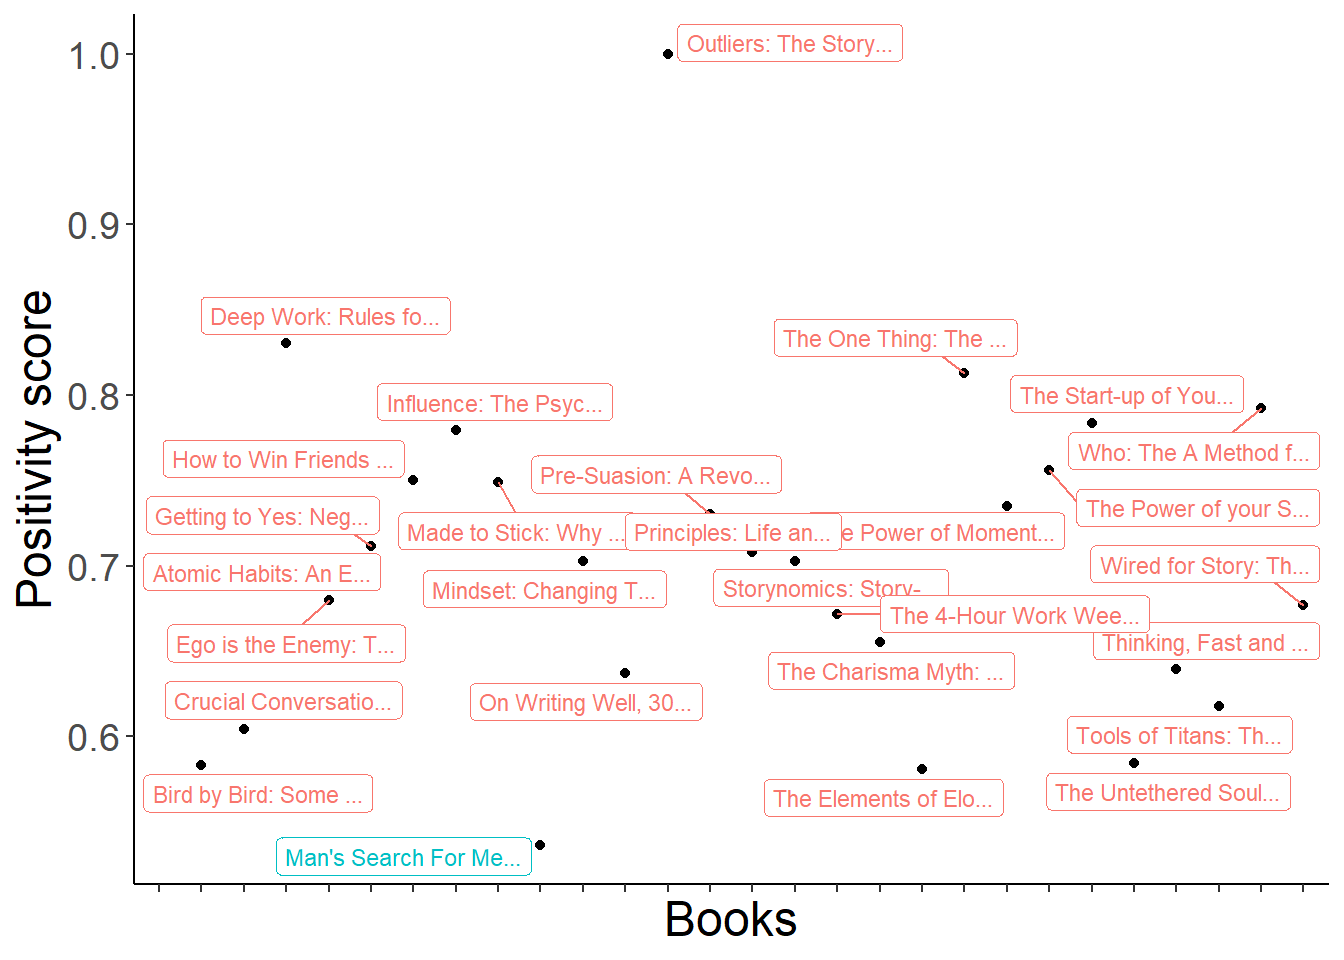 Outliers: The Story...
1.0
0.9
Deep Work: Rules fo...
The One Thing: The ...
0.8
The Start-up of You...
Influence: The Psyc...
Who: The A Method f...
How to Win Friends ...
Pre-Suasion: A Revo...
The Power of your S...
Getting to Yes: Neg...
Made to Stick: Why ...
Principles: Life an...
e Power of Moment...
0.7
Wired for Story: Th...
Atomic Habits: An E...
Mindset: Changing T...
Storynomics: Story-
The 4-Hour Work Wee...
Ego is the Enemy: T...
Thinking, Fast and ...
The Charisma Myth: ...
Crucial Conversatio...
On Writing Well, 30...
0.6
Tools of Titans: Th...
Bird by Bird: Some ...
The Elements of Elo...
The Untethered Soul...
Man's Search For Me...
Positivity score
Books